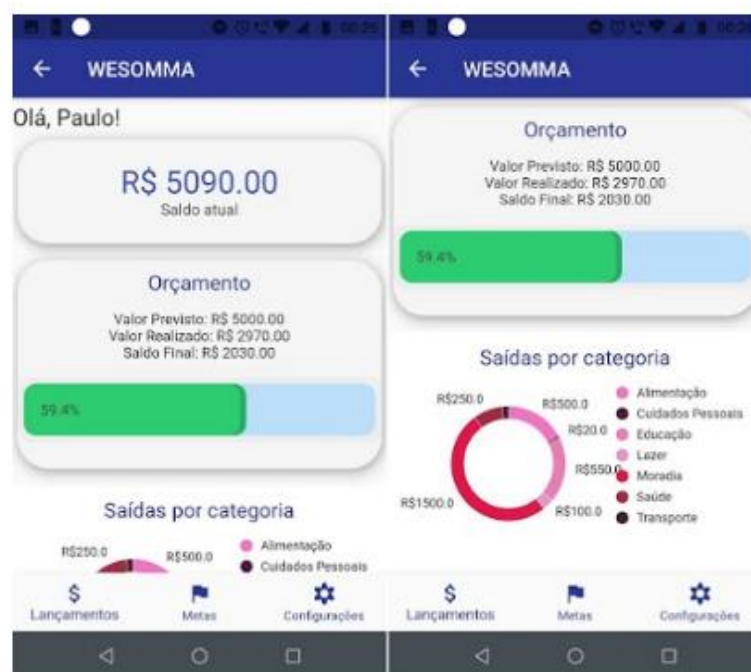 WESOMMA
Olá, Paulo!
R$ 5090.00
Saldo atual
Orçamento
Valor Previsto: R$ 5000.00
Valor Realizado: R$ 2970.00
Saldo Final: R$ 2030.00
59.4%
Saídas por categoria
R$250.0
R$500.0
Alimentação
Cuidados Pessoais
Lançamentos
Metas
Configurações
WESOMMA
Orçamento
Valor Previsto: R$ 5000.00
Valor Realizado: R$ 2970.00
Saldo Final: R$ 2030.00
59.4%
Saídas por categoria
R$250.0
R$500.0
R$20.0
R$550.0
R$100.0
R$1500.0
Alimentação
Cuidados Pessoais
Educação
Lazer
Moradia
Saúde
Transporte
Lançamentos
Metas
Configurações